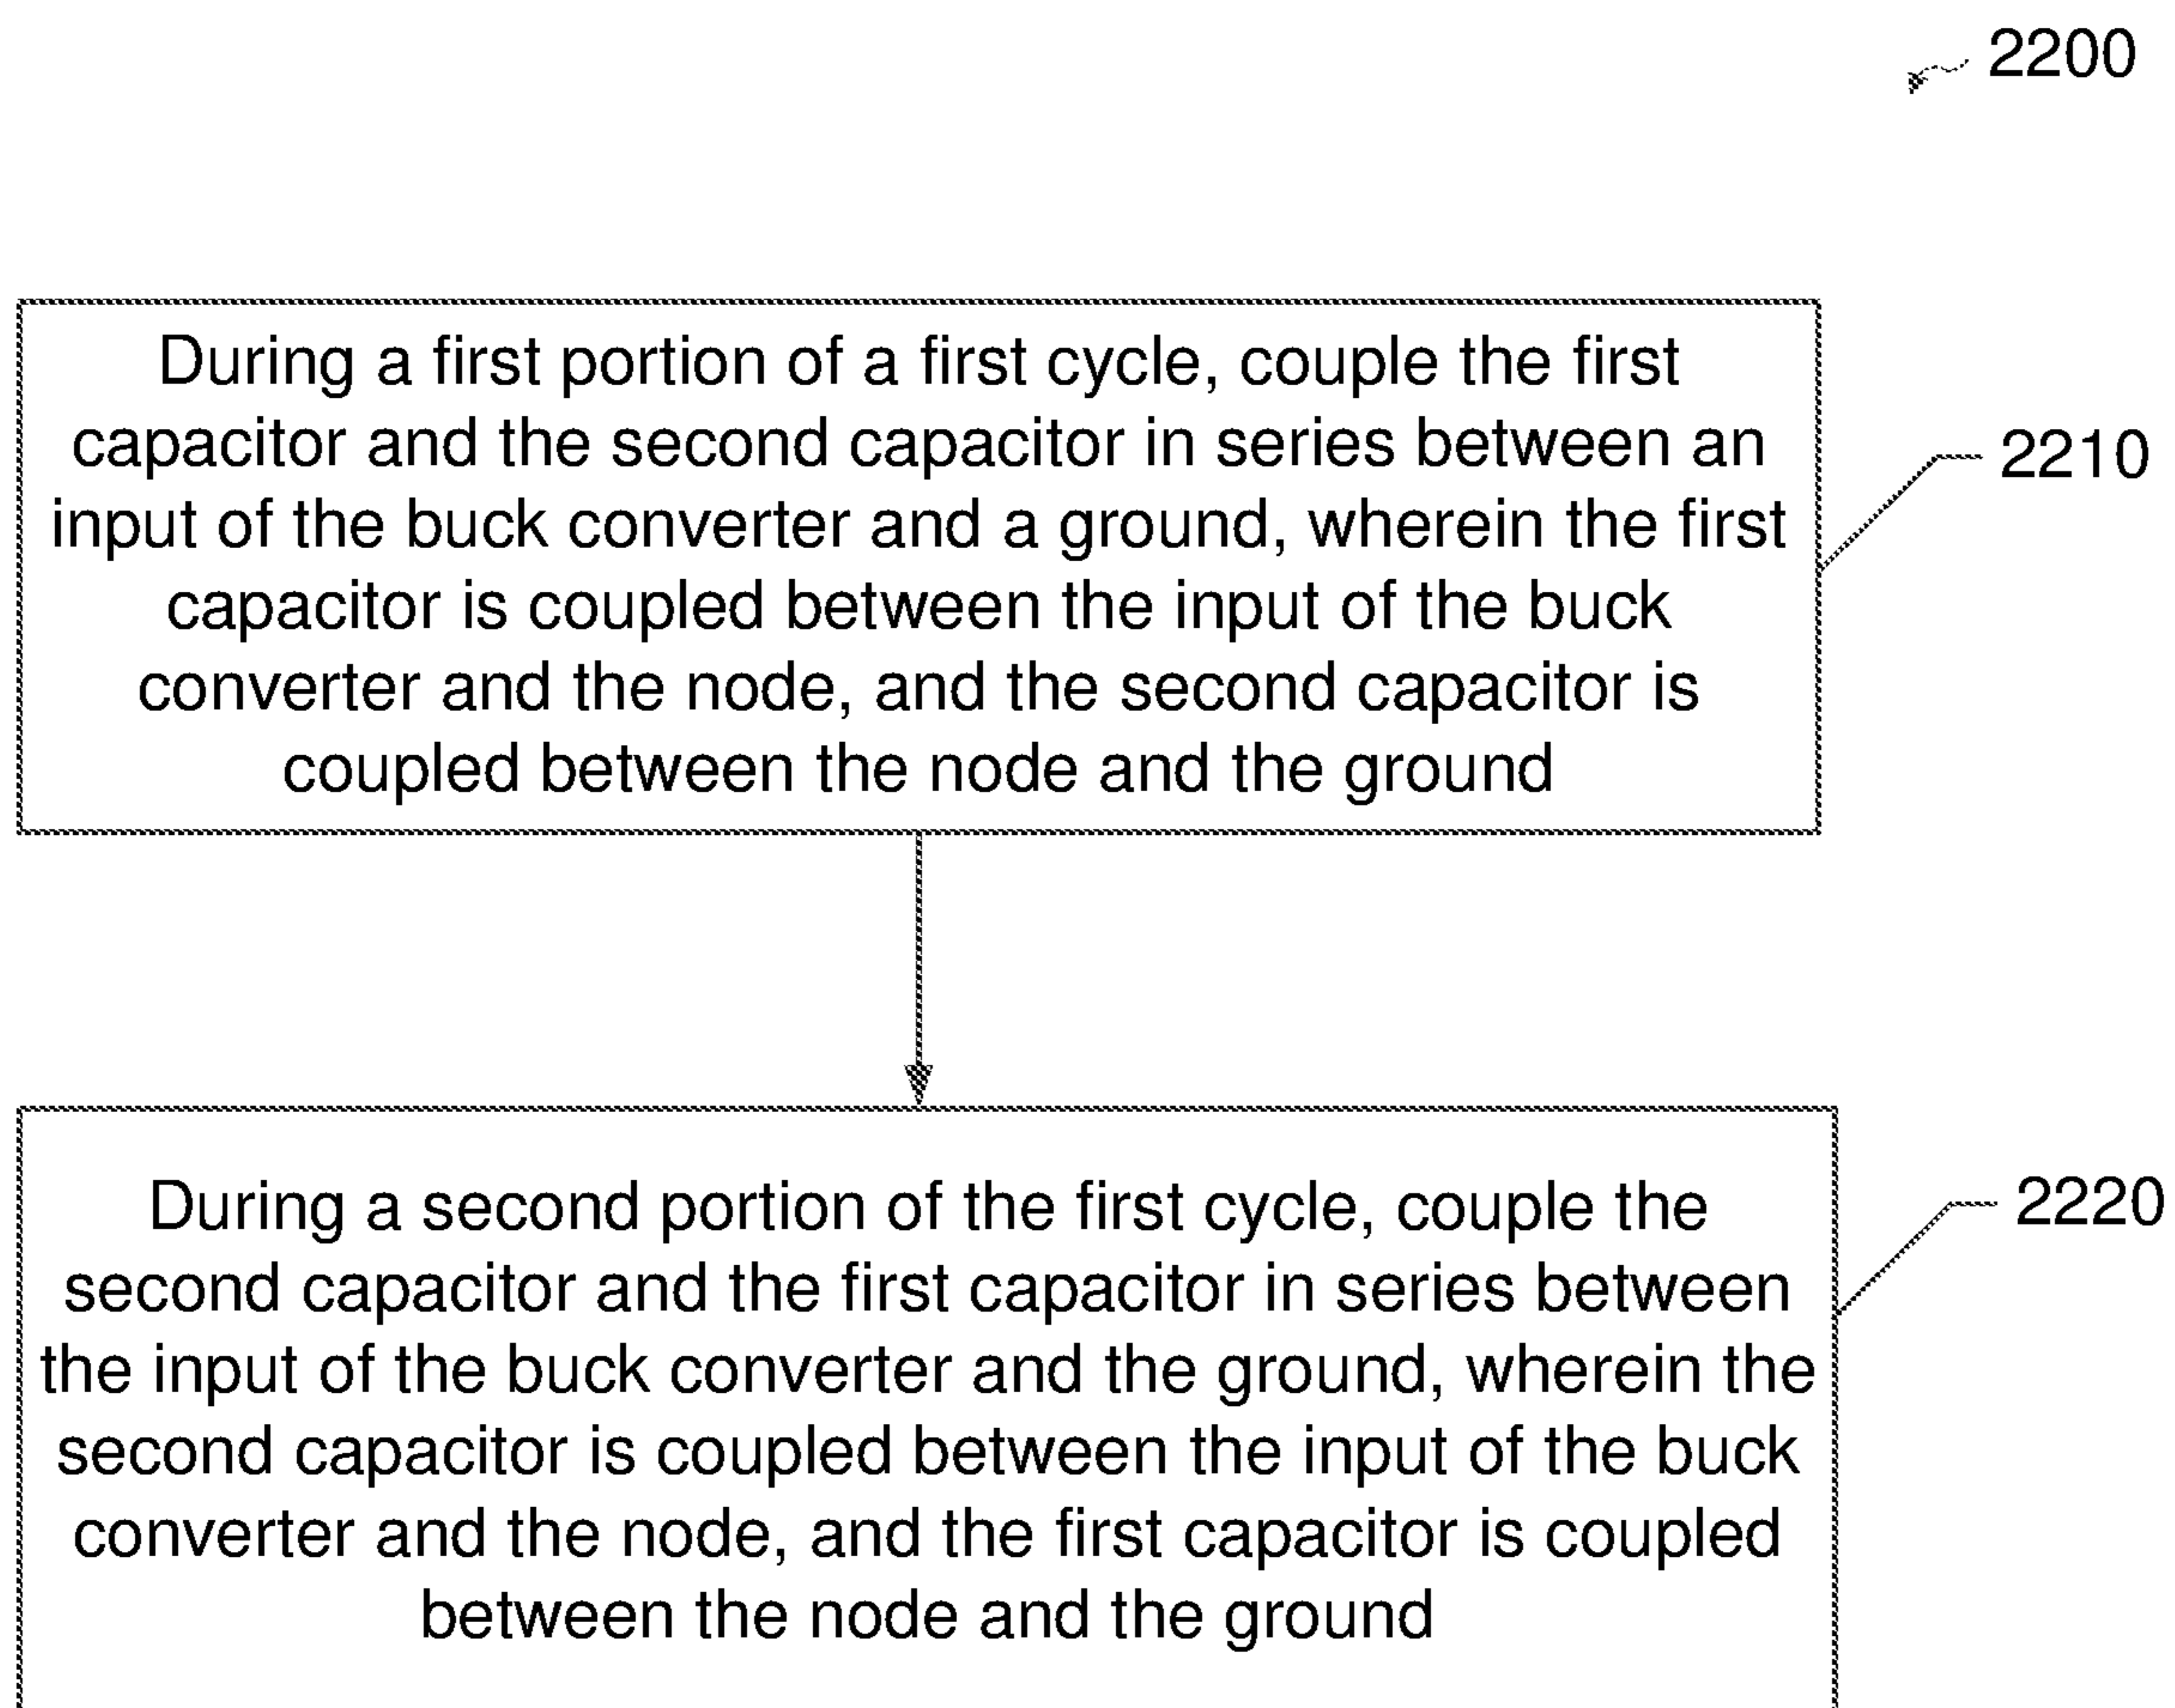 2200
During a first portion of a first cycle, couple the first
capacitor and the second capacitor in series between an
input of the buck converter and a ground, wherein the first
capacitor is coupled between the input of the buck
converter and the node, and the second capacitor is
coupled between the node and the ground
2210
During a second portion of the first cycle, couple the
second capacitor and the first capacitor in series between
the input of the buck converter and the ground, wherein the
second capacitor is coupled between the input of the buck
converter and the node, and the first capacitor is coupled
between the node and the ground
2220